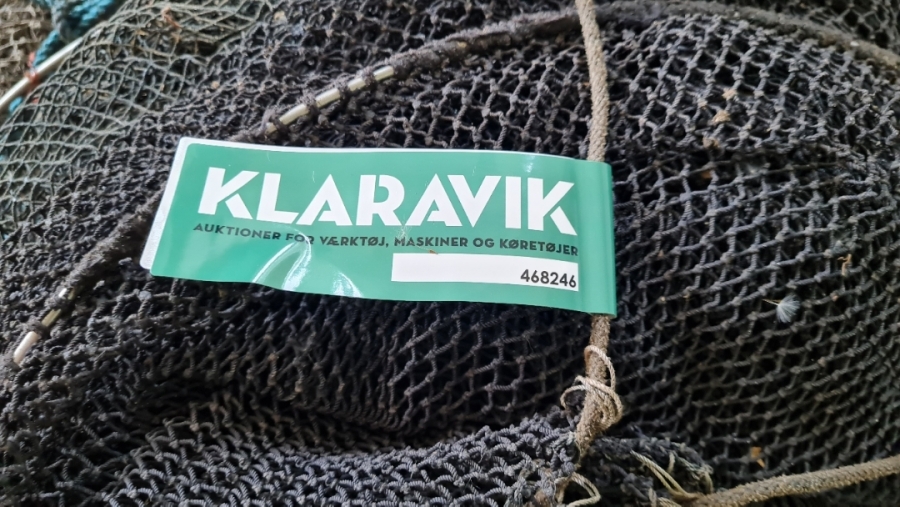 KLARAVIK
AUKTIONER FOR VÆRKTØJ, MASKINER OG KØRETØJER
468246